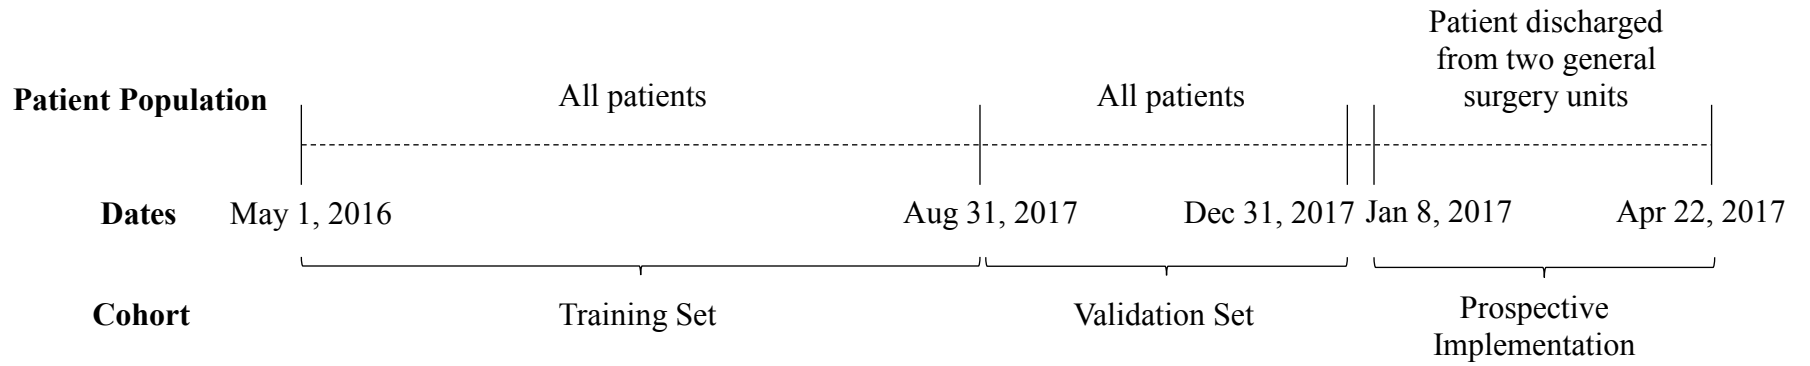 Patient Population
All patients
All patients
Patient discharged
from two general
surgery units
Dates
May 1, 2016
Aug 31, 2017
Dec 31, 2017
Jan 8, 2017
Apr 22, 2017
Cohort
Training Set
Validation Set
Prospective
Implementation